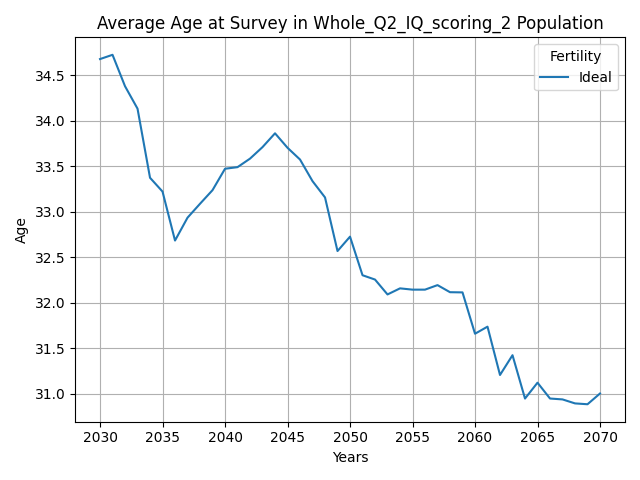 Average Age at Survey in Whole_Q2_IQ_scoring_2 Population
Fertility
Ideal
34.5
34.0
33.5
33.0
32.5
32.0
31.5
31.0
Age
2030 2035 2040 2045 2050 2055 2060 2065 2070
Years